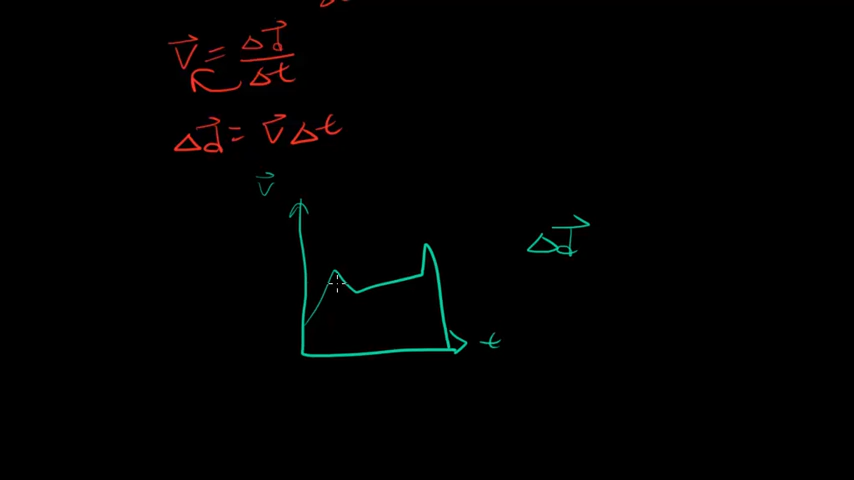 v⃗ = Δd⃗ / Δt
Δd⃗ = v⃗ Δt
v⃗
Δd⃗
t